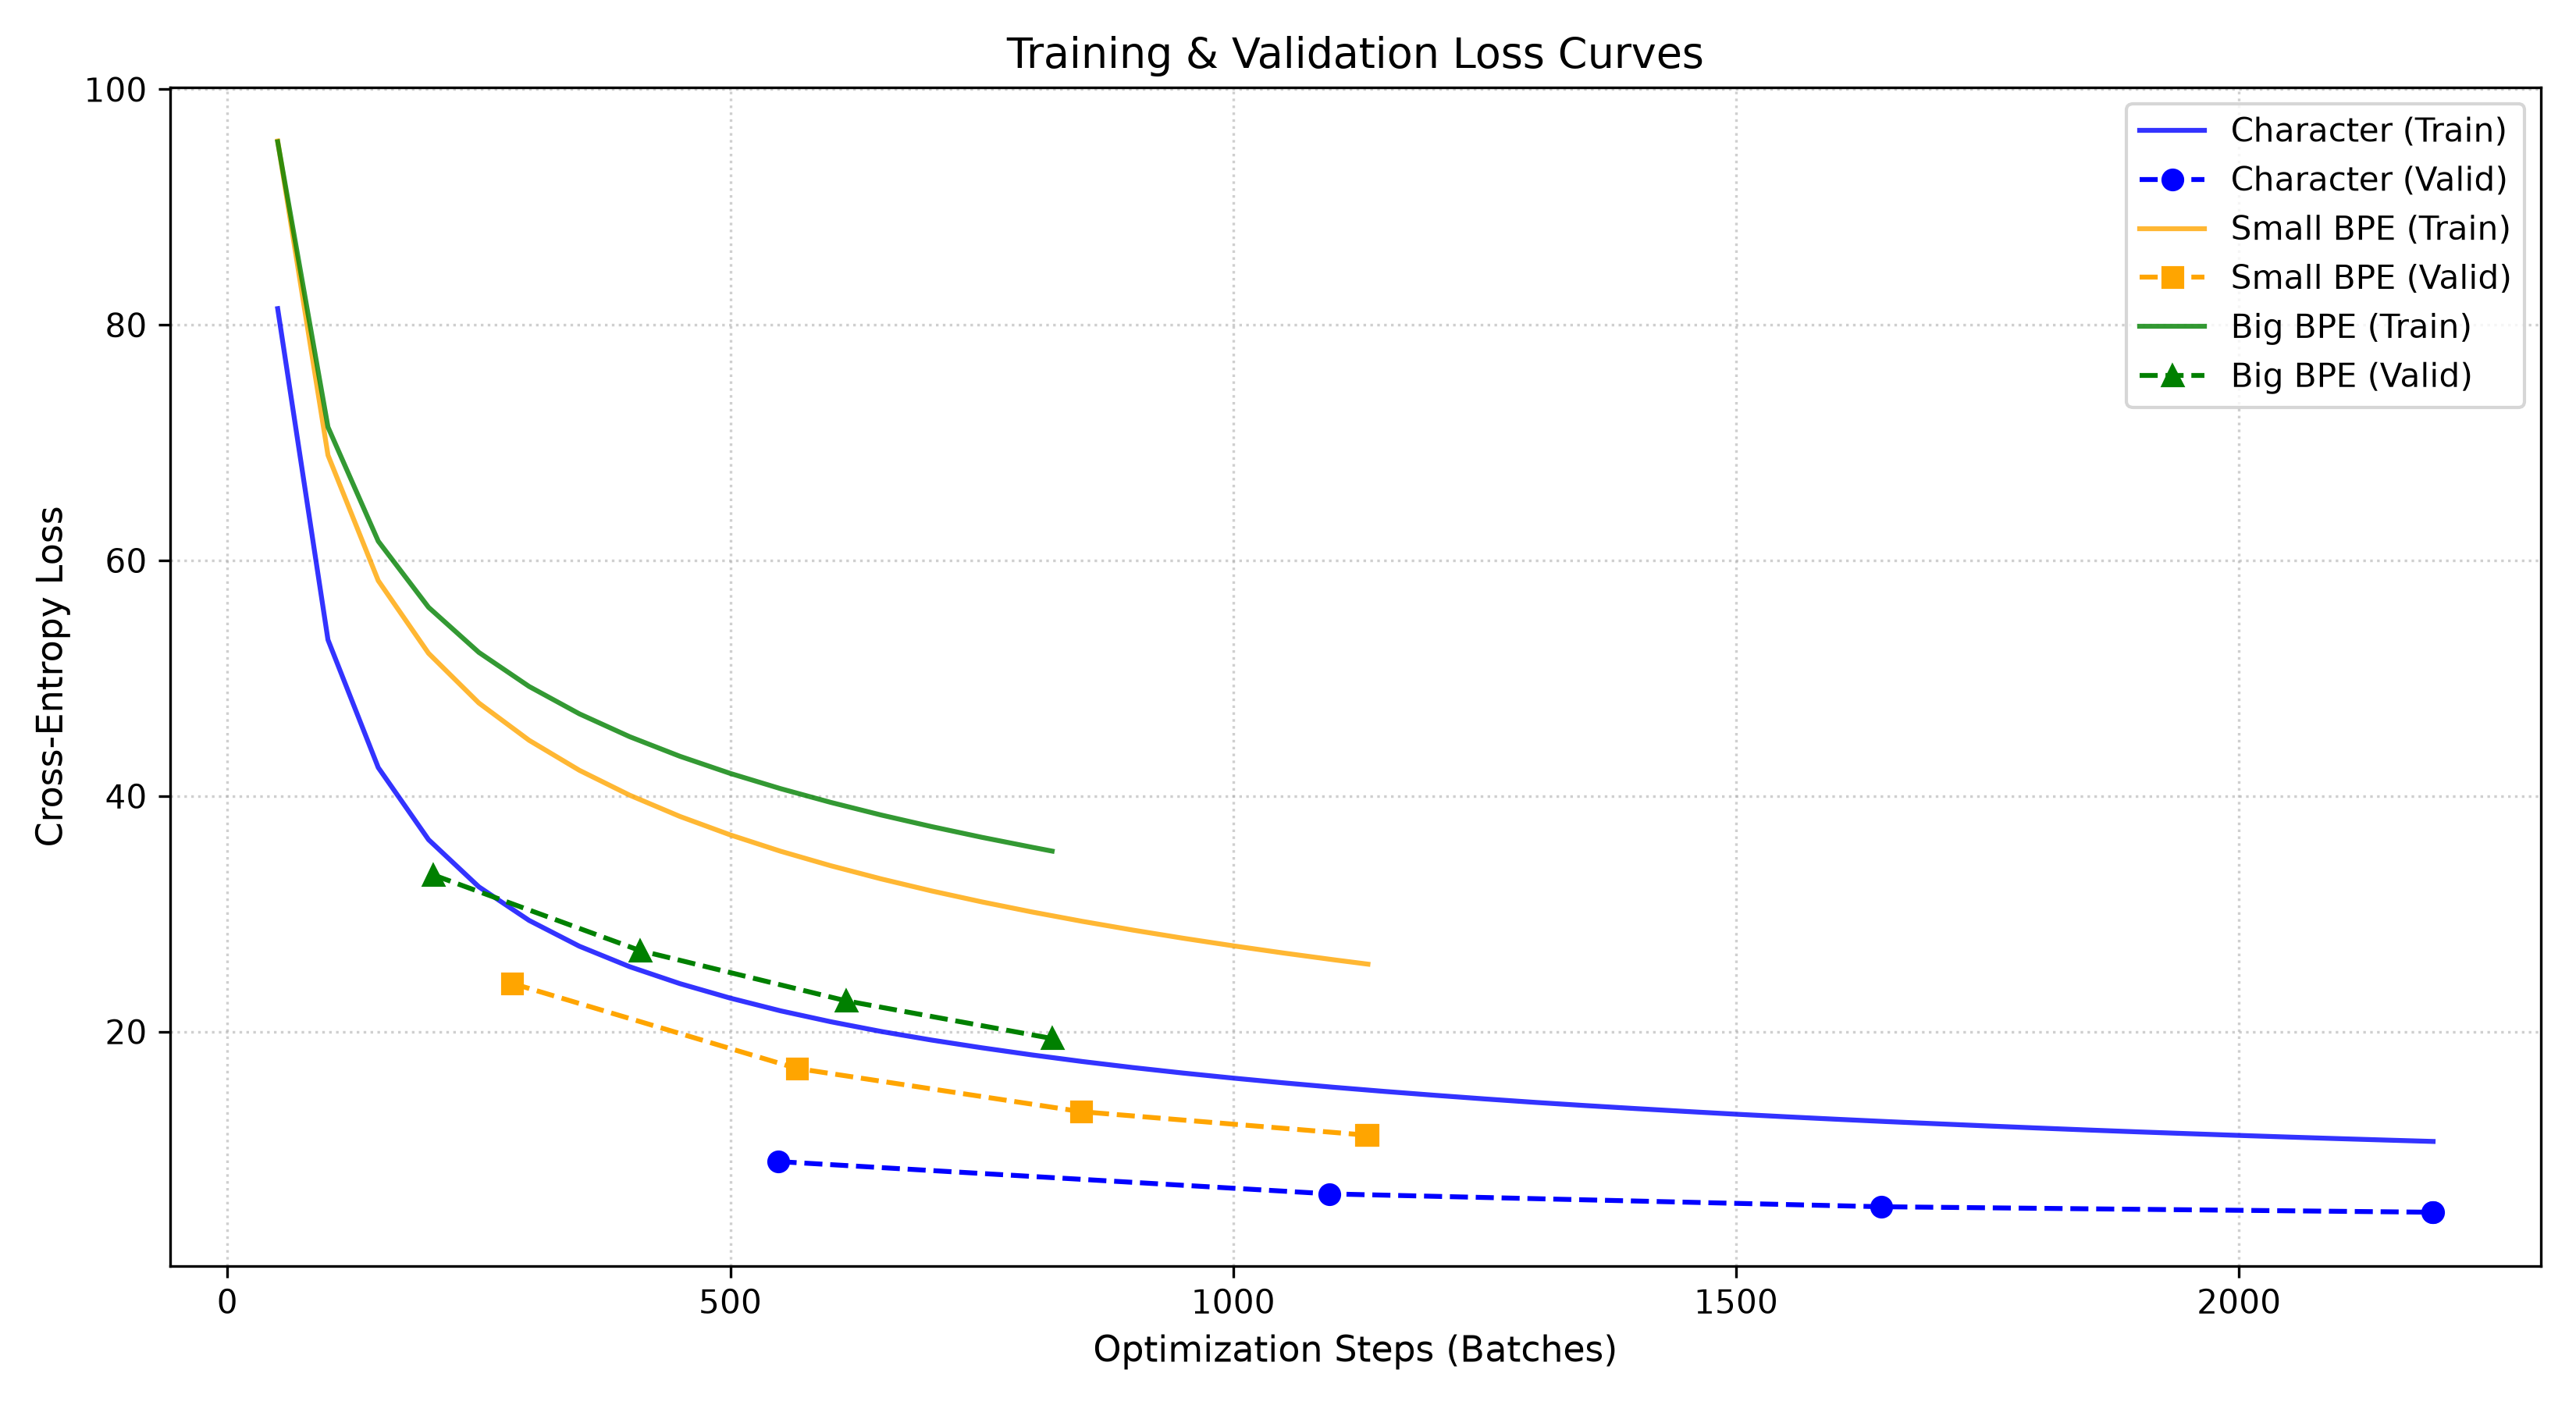 Training & Validation Loss Curves
100
80
60
40
20
Cross-Entropy Loss
Character (Train)
Character (Valid)
Small BPE (Train)
Small BPE (Valid)
Big BPE (Train)
Big BPE (Valid)
0 500 1000 1500 2000
Optimization Steps (Batches)